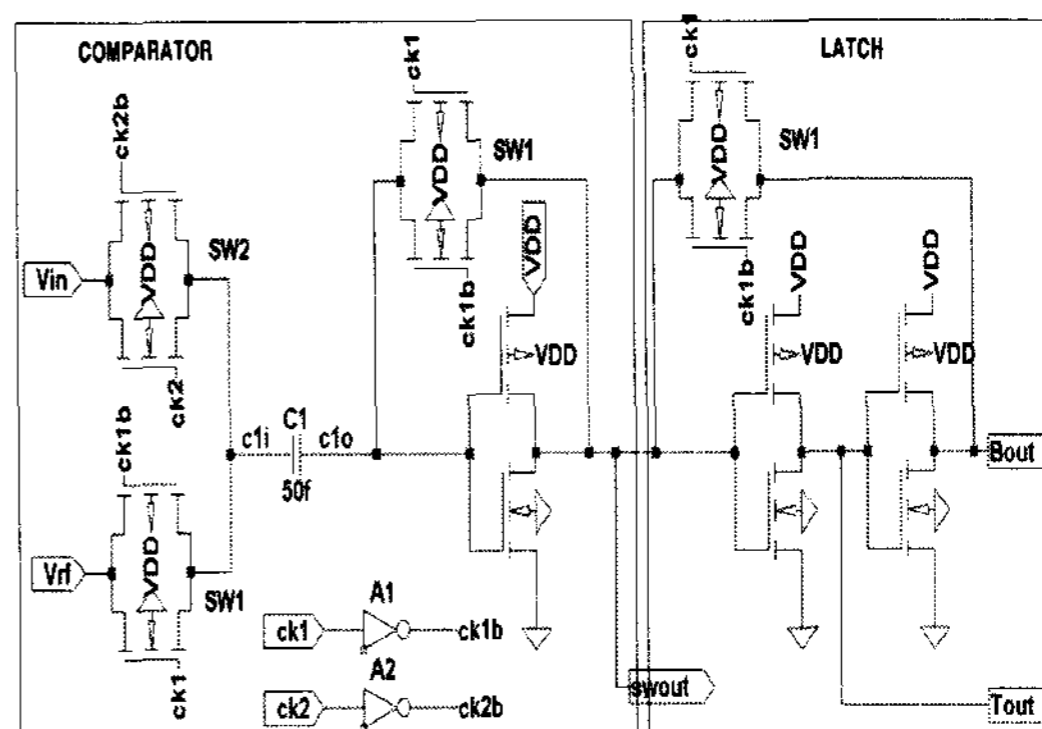 COMPARATOR
LATCH
ck1
ck1
ck2b
VDD
SW1
VDD
SW1
VDD
SW2
Vin
VDD
ck1b
VDD
ck1b
VDD
VDD
VDD
VDD
VDD
ck2
ck1b
C1
c1i
c1o
50f
Bout
VDD
Vrf
SW1
A1
ck1
ck1b
ck1
A2
ck2
ck2b
swout
Tout